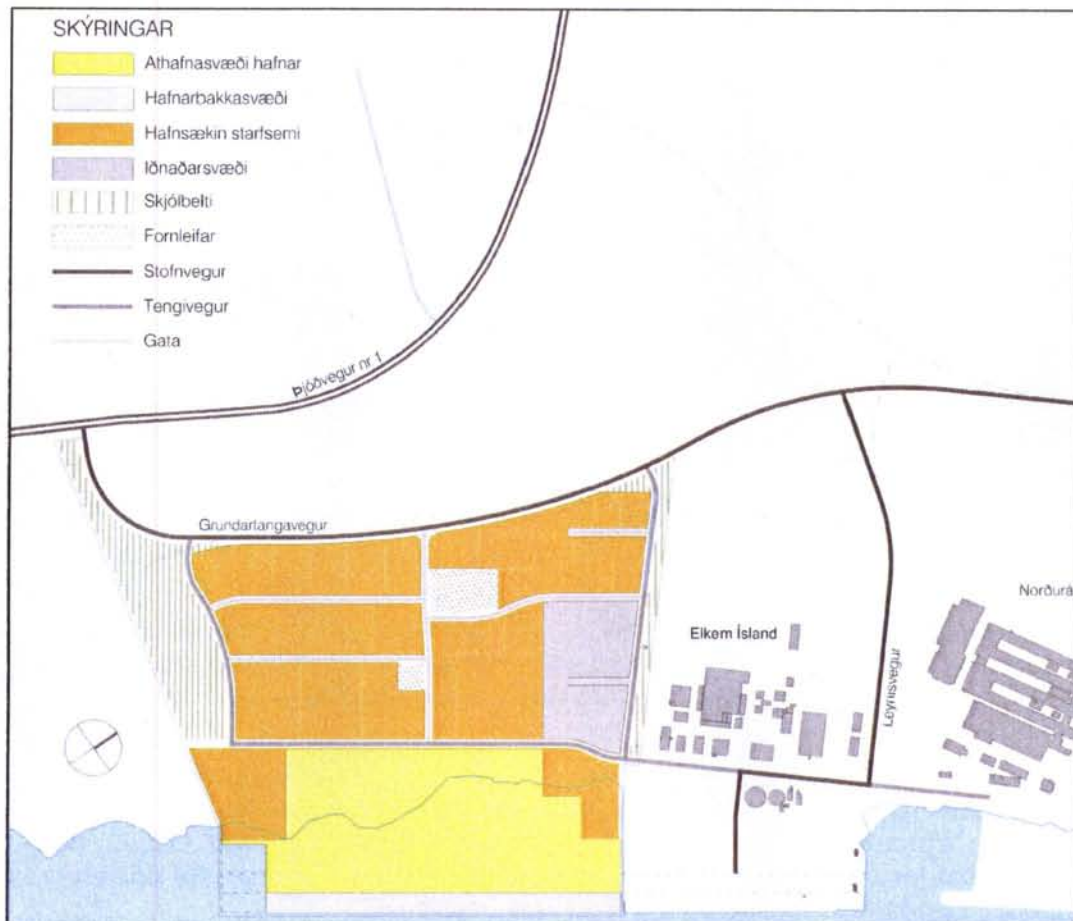 SKÝRINGAR
Athafnasvæði hafnar
Hafnarbakkasvæði
Hafnsækin starfsemi
Iðnaðarsvæði
Skjólbelti
Fornleifar
Stofnvegur
Tengivegur
Gata
Þjóðvegur nr 1
Grundartangavegur
Norðurá
Elkem Ísland
Leynisvegur